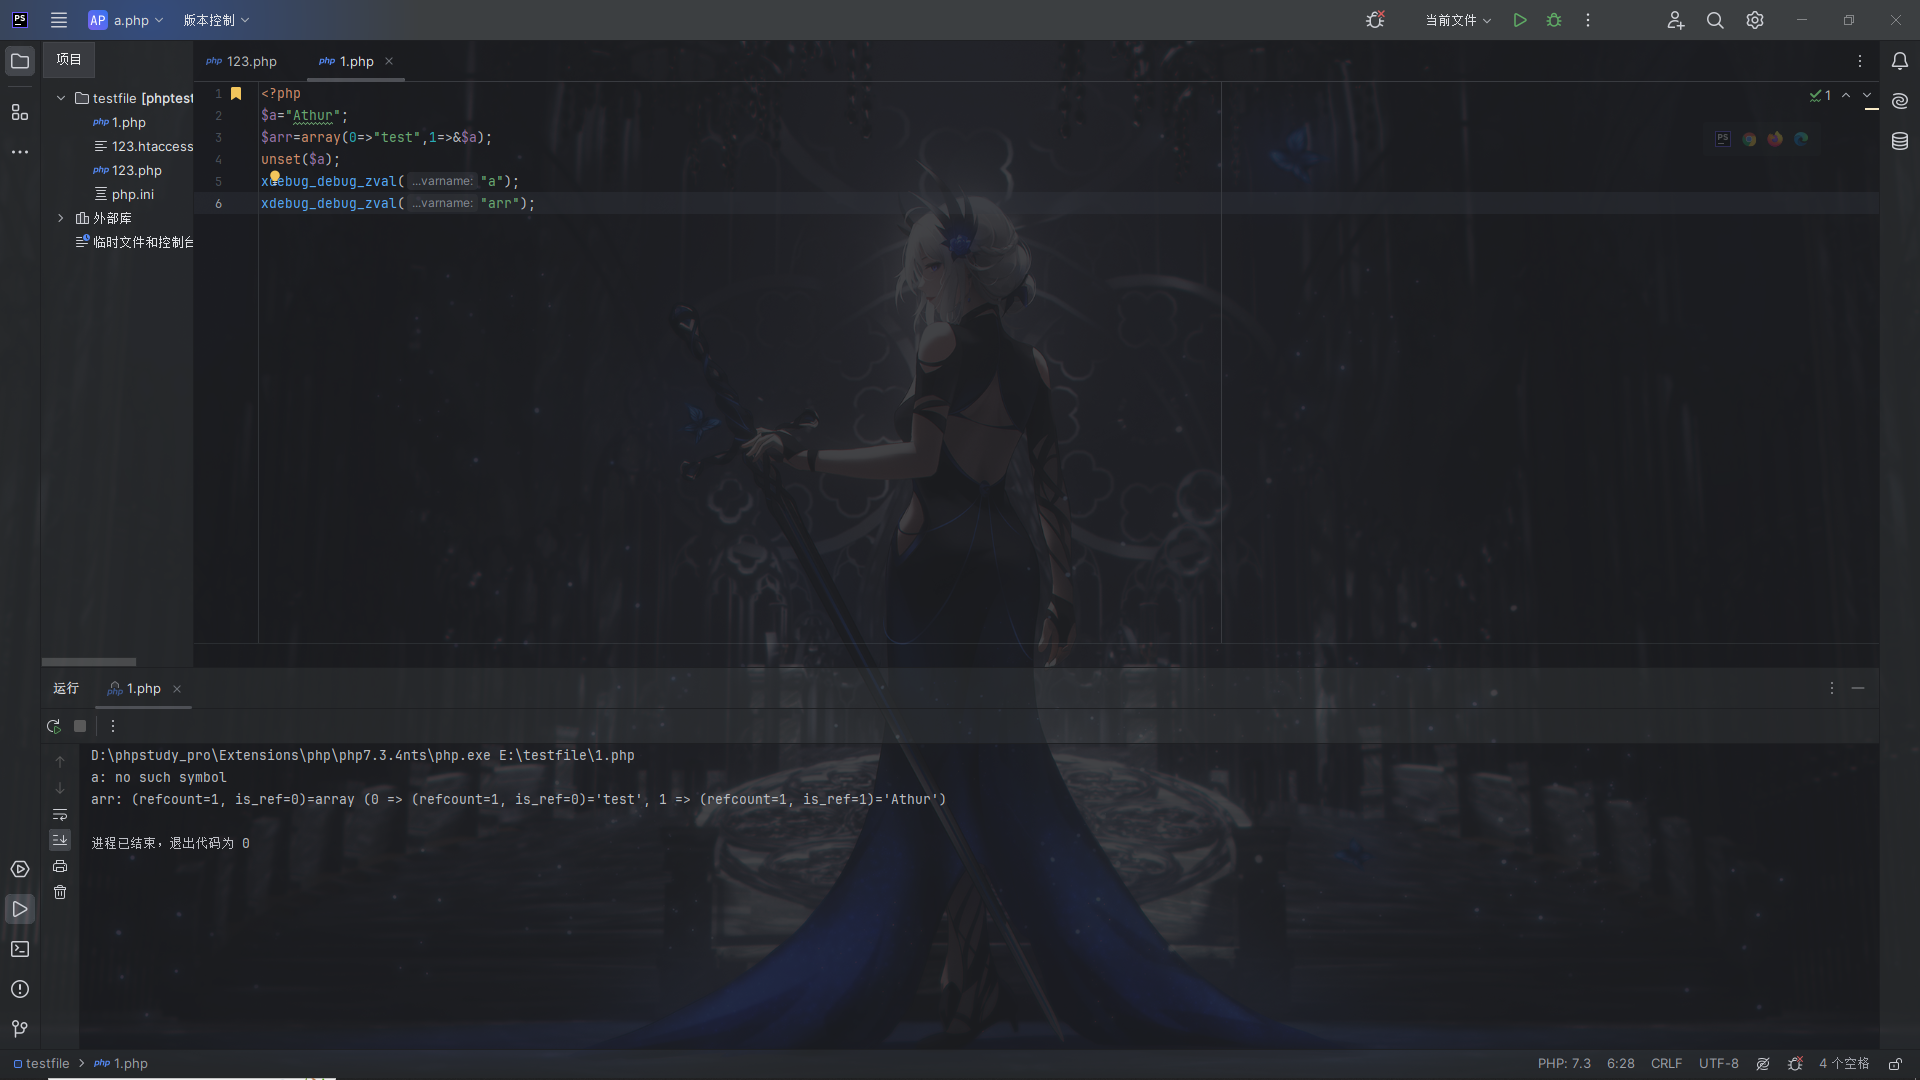 PS AP a.php 版本控制 当前文件
项目
123.php
1.php
testfile [phptest
1.php
123.htaccess
123.php
php.ini
外部库
临时文件和控制台
1 <?php
2 $a="Athur";
3 $arr=array(0=>"test",1=>&$a);
4 unset($a);
5 xdebug_debug_zval( ...varname: "a");
6 xdebug_debug_zval( ...varname: "arr");
1
运行 1.php
D:\phpstudy_pro\Extensions\php\php7.3.4nts\php.exe E:\testfile\1.php
a: no such symbol
arr: (refcount=1, is_ref=0)=array (0 => (refcount=1, is_ref=0)='test', 1 => (refcount=1, is_ref=1)='Athur')
进程已结束，退出代码为 0
testfile > php 1.php PHP: 7.3 6:28 CRLF UTF-8 4 个空格